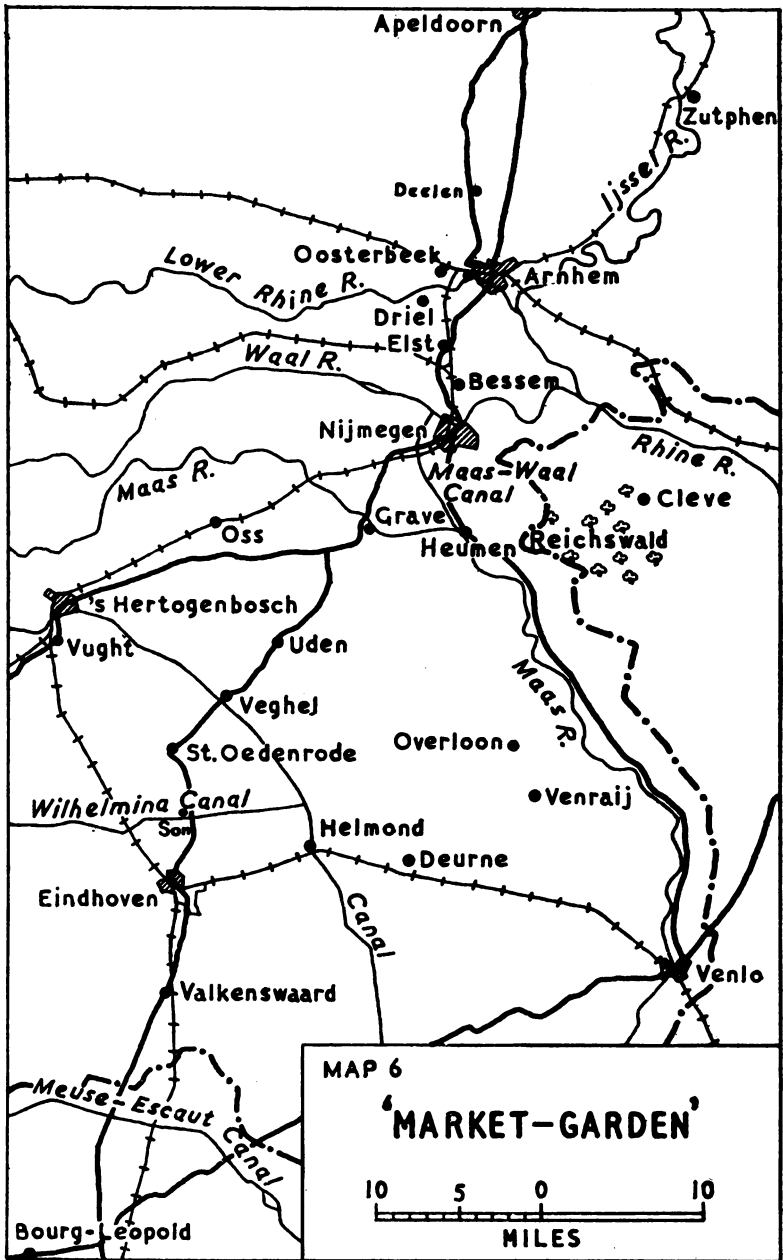 Apeldoorn
Zutphen
Ijssel R.
Deelen
Oosterbeek
Arnhem
Lower Rhine R.
Driel
Elst
Waal R.
Bessem
Nijmegen
Rhine R.
Maas-Waal
Canal
Maas R.
Cleve
Grave
Oss
Heumen
Reichswald
's Hertogenbosch
Vught
Uden
Maas R.
Veghel
Overloon
St. Oedenrode
Venraij
Wilhelmina Canal
Son
Helmond
Deurne
Eindhoven
Canal
Venlo
Valkenswaard
Meuse-Escaut Canal
Bourg-Leopold
MAP 6
'MARKET-GARDEN'
10 5 0 10
MILES